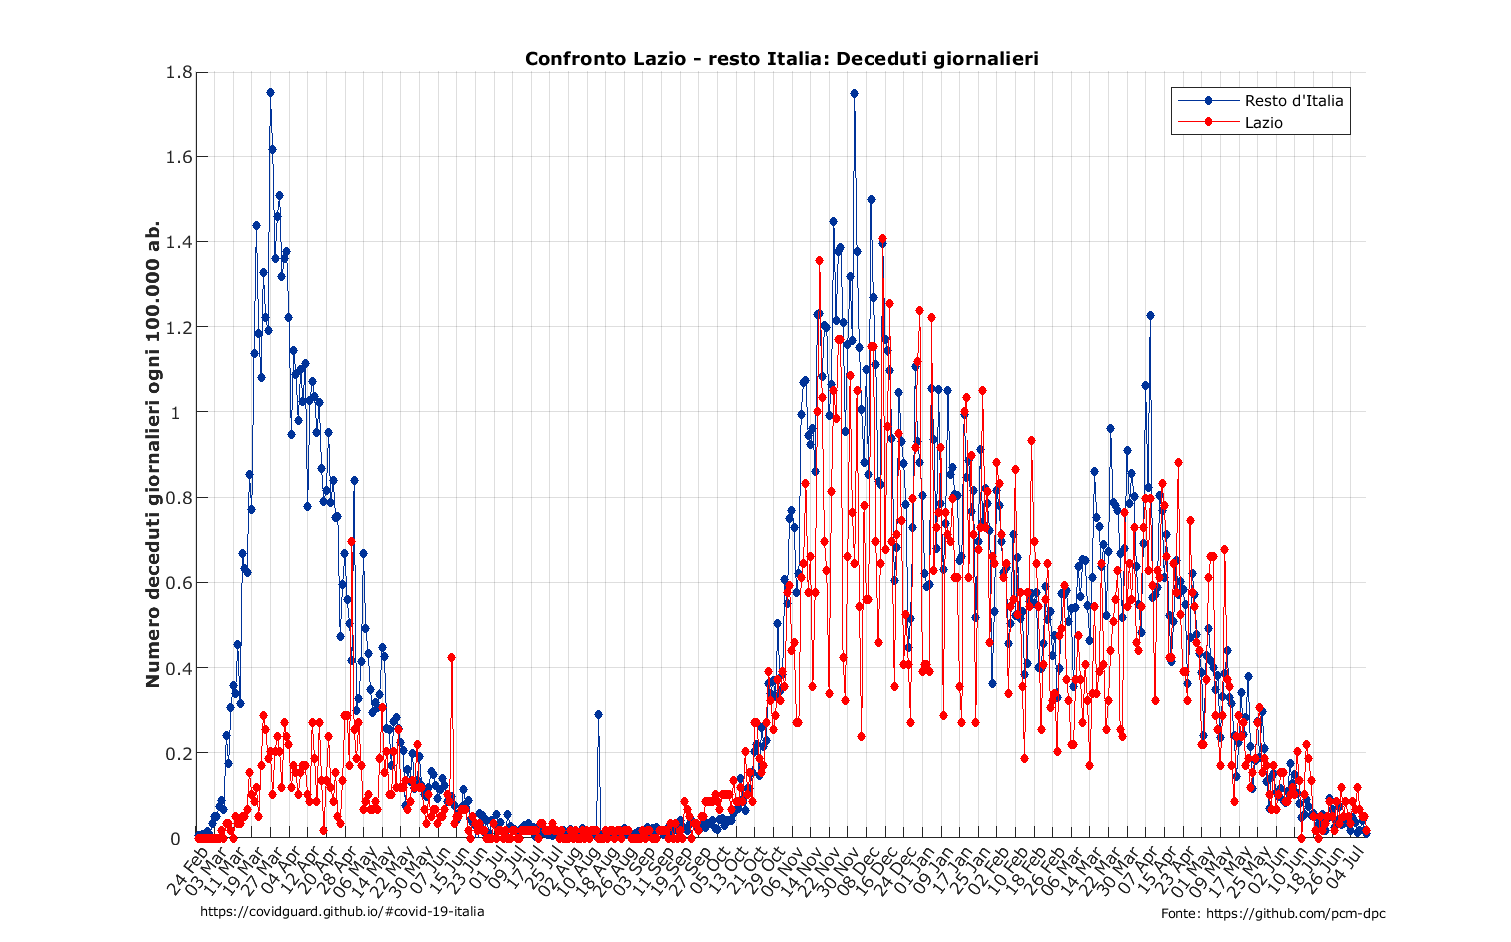 Confronto Lazio - resto Italia: Deceduti giornalieri
Resto d'Italia
Lazio
Numero deceduti giornalieri ogni 100.000 ab.
1.8
1.6
1.4
1.2
1
0.8
0.6
0.4
0.2
0
24 Feb
03 Mar
11 Mar
19 Mar
27 Mar
04 Apr
12 Apr
20 Apr
28 Apr
06 May
14 May
22 May
30 May
07 Jun
15 Jun
23 Jun
01 Jul
09 Jul
17 Jul
25 Jul
02 Aug
10 Aug
18 Aug
26 Aug
03 Sep
11 Sep
19 Sep
27 Sep
05 Oct
13 Oct
21 Oct
29 Oct
06 Nov
14 Nov
22 Nov
30 Nov
08 Dec
16 Dec
24 Dec
01 Jan
09 Jan
17 Jan
25 Jan
02 Feb
10 Feb
18 Feb
26 Feb
06 Mar
14 Mar
22 Mar
30 Mar
07 Apr
15 Apr
23 Apr
01 May
09 May
17 May
25 May
02 Jun
10 Jun
18 Jun
26 Jun
04 Jul
https://covidguard.github.io/#covid-19-italia
Fonte: https://github.com/pcm-dpc